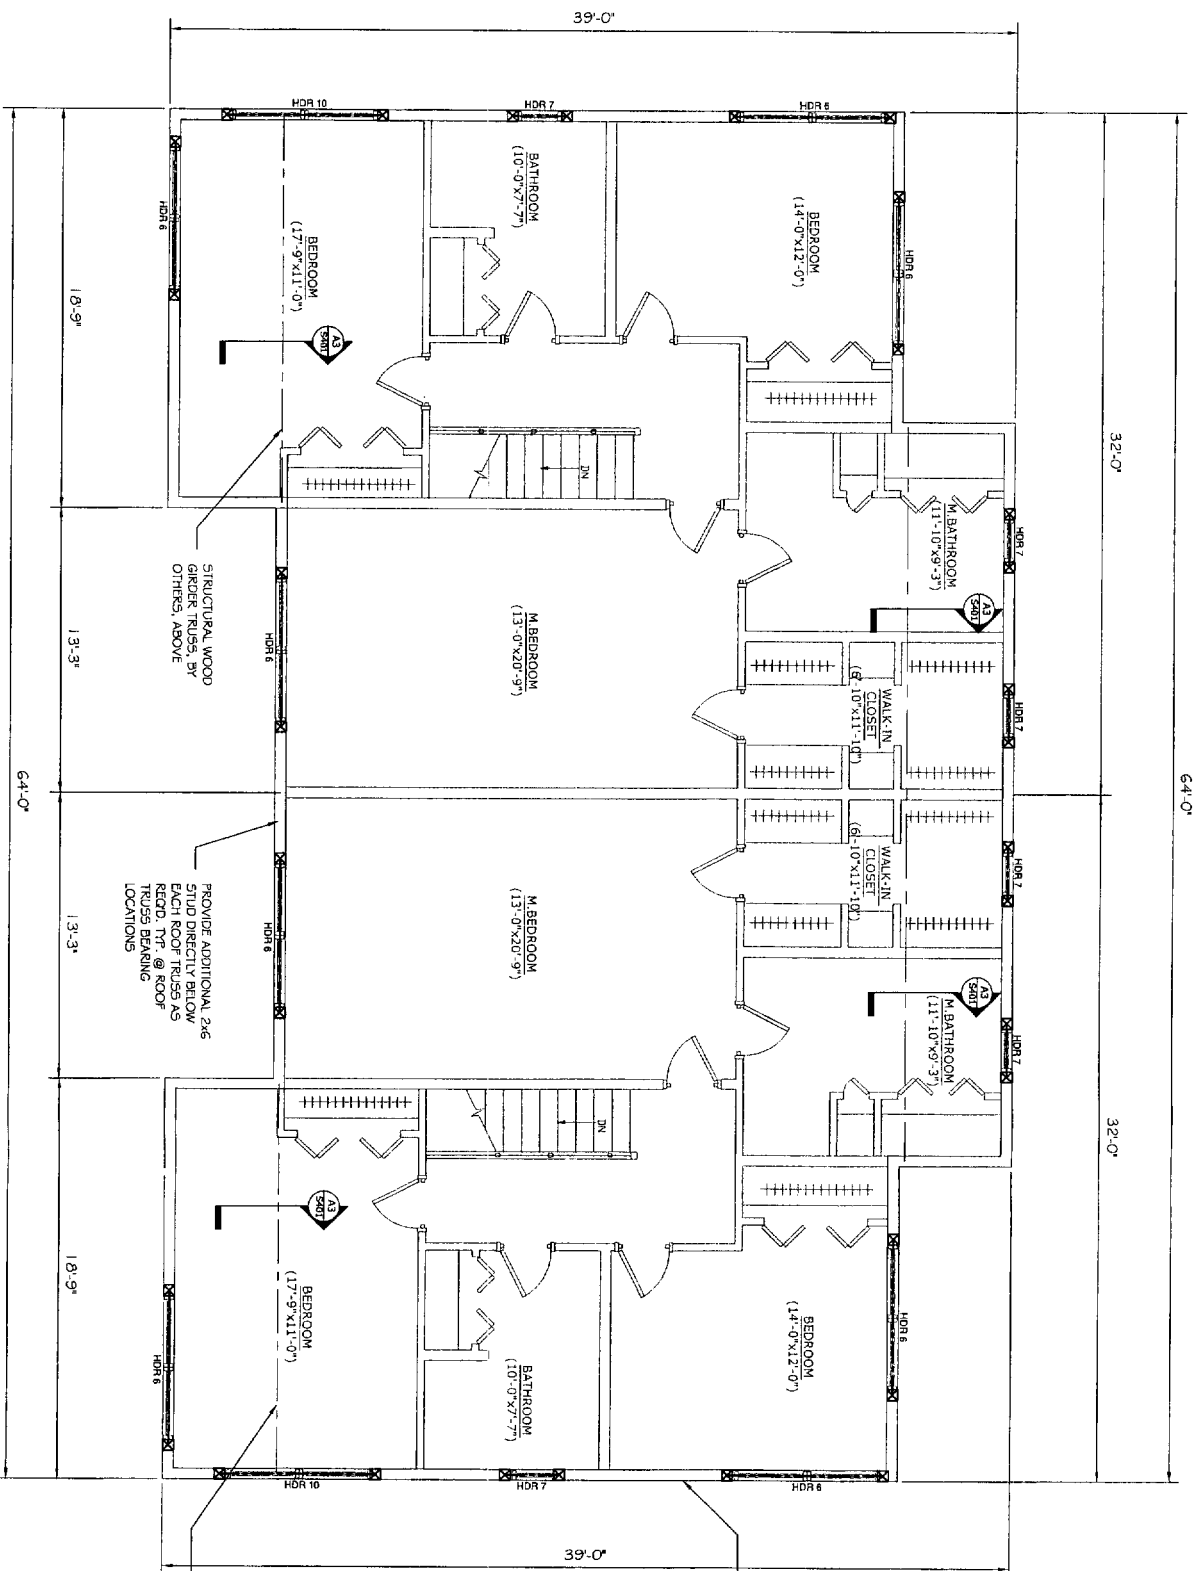 39'-0"
64'-0"
32'-0"
32'-0"
HDR 10
HDR 7
HDR 6
HDR 6
HDR 6
BEDROOM
(17'-9"x11'-0")
BATHROOM
(10'-0"x7'-7")
BEDROOM
(14'-0"x12'-0")
A3
S401
DN
M.BATHROOM
(11'-10"x9'-3")
HDR 7
A3
S401
M.BEDROOM
(13'-0"x20'-9")
HDR 6
WALK-IN
CLOSET
(6'-10"x11'-10")
HDR 7
STRUCTURAL WOOD
GIRDER TRUSS, BY
OTHERS, ABOVE
WALK-IN
CLOSET
(6'-10"x11'-10")
HDR 7
M.BEDROOM
(13'-0"x20'-9")
HDR 6
PROVIDE ADDITIONAL 2x6
STUD DIRECTLY BELOW
EACH ROOF TRUSS AS
REQ'D. TYP. @ ROOF
TRUSS BEARING
LOCATIONS
M.BATHROOM
(11'-10"x9'-3")
HDR 7
A3
S401
DN
A3
S401
BEDROOM
(17'-9"x11'-0")
BATHROOM
(10'-0"x7'-7")
BEDROOM
(14'-0"x12'-0")
HDR 6
HDR 6
HDR 10
HDR 7
HDR 6
18'-9"
13'-3"
13'-3"
18'-9"
64'-0"
39'-0"